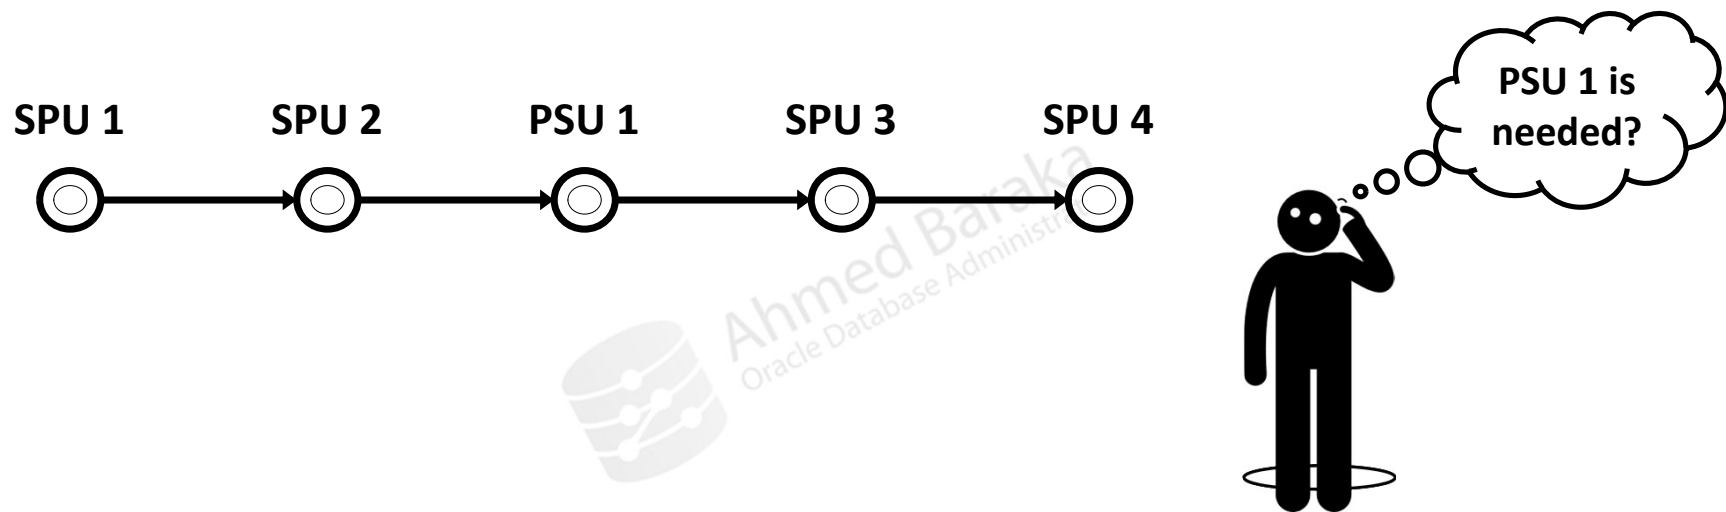 SPU 1
SPU 2
PSU 1
SPU 3
SPU 4
PSU 1 is
needed?
Ahmed Baraka
Oracle Database Administration